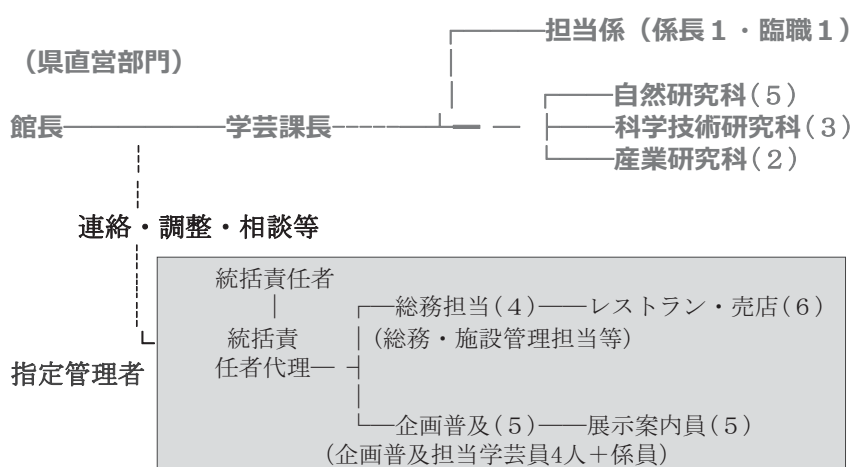 担当係（係長１・臨職１）
（県直営部門）
自然研究科(５)
館長 学芸課長 科学技術研究科(３)
産業研究科(２)
連絡・調整・相談等
統括責任者
総務担当(４) レストラン・売店(６)
統括責 (総務・施設管理担当等)
指定管理者 任者代理
企画普及(５) 展示案内員(５)
(企画普及担当学芸員4人＋係員)